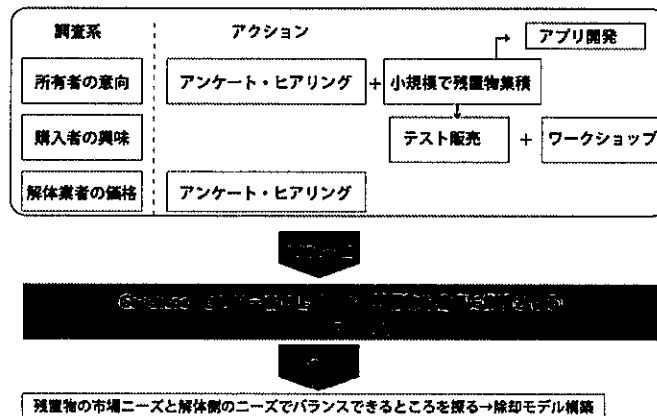 調査系 アクション アプリ開発
所有者の意向 アンケート・ヒアリング + 小規模で残置物集積
購入者の興味 テスト販売 + ワークショップ
解体業者の価格 アンケート・ヒアリング
残置物の市場ニーズと解体側のニーズでバランスできるところを探る→除却モデル構築